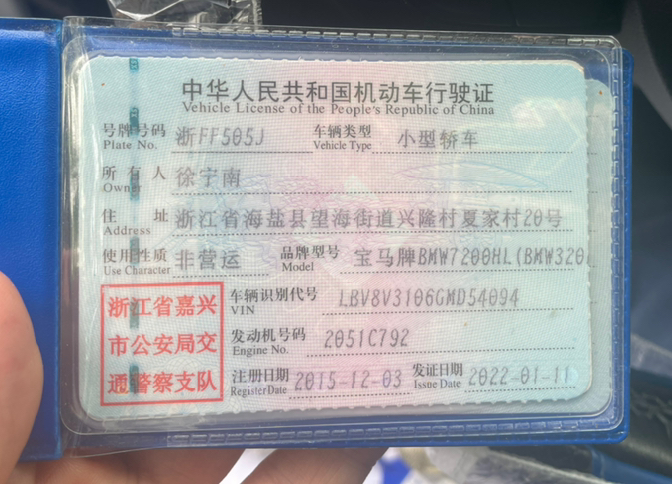 中华人民共和国机动车行驶证
Vehicle License of the People's Republic of China
号牌号码 浙FF505J 车辆类型 小型轿车
Plate No. Vehicle Type
所有人 徐宁南
Owner
住址 浙江省海盐县望海街道兴隆村夏家村20号
Address
使用性质 非营运 品牌型号 宝马牌BMW7200HL(BMW320
Use Character Model
浙江省嘉兴
市公安局交
通警察支队
车辆识别代号 LBV8V3106GMD54094
VIN
发动机号码 2051C792
Engine No.
注册日期 2015-12-03 发证日期 2022-01-11
Register Date Issue Date